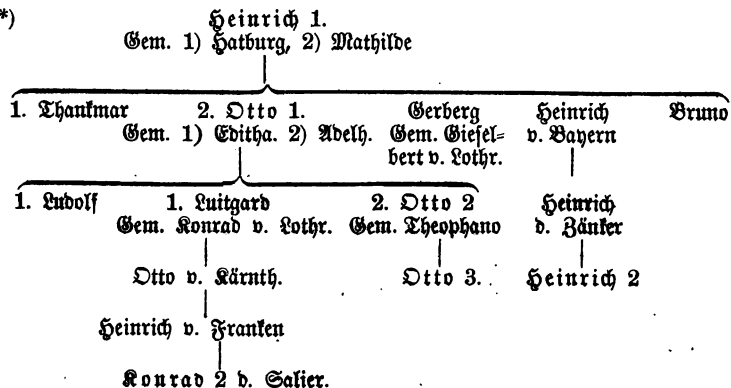 *)
Heinrich 1.
Gem. 1) Hatburg, 2) Mathilde
1. Thankmar 2. Otto 1. Gerberg Heinrich Bruno
Gem. 1) Editha. 2) Adelh. Gem. Giesel= v. Bayern
bert v. Lothr.
1. Ludolf 1. Luitgard 2. Otto 2 Heinrich
Gem. Konrad v. Lothr. Gem. Theophano d. Zänker
Otto v. Kärnth. Otto 3. Heinrich 2
Heinrich v. Franken
Konrad 2 d. Salier.